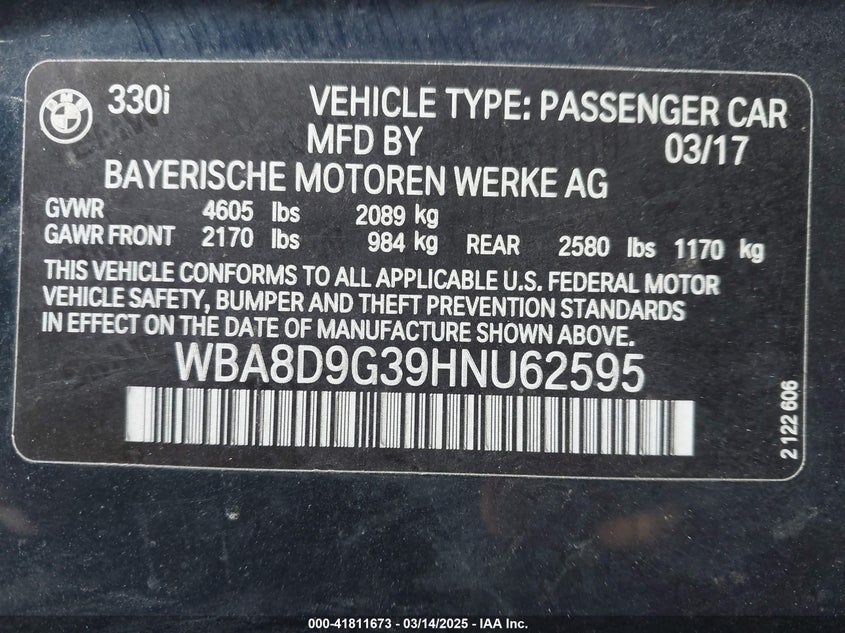 BMW
330i VEHICLE TYPE: PASSENGER CAR
MFD BY 03/17
BAYERISCHE MOTOREN WERKE AG
GVWR 4605 lbs 2089 kg
GAWR FRONT 2170 lbs 984 kg REAR 2580 lbs 1170 kg
THIS VEHICLE CONFORMS TO ALL APPLICABLE U.S. FEDERAL MOTOR
VEHICLE SAFETY, BUMPER AND THEFT PREVENTION STANDARDS
IN EFFECT ON THE DATE OF MANUFACTURE SHOWN ABOVE.
WBA8D9G39HNU62595
2 122 606
000-41811673 - 03/14/2025 - IAA Inc.